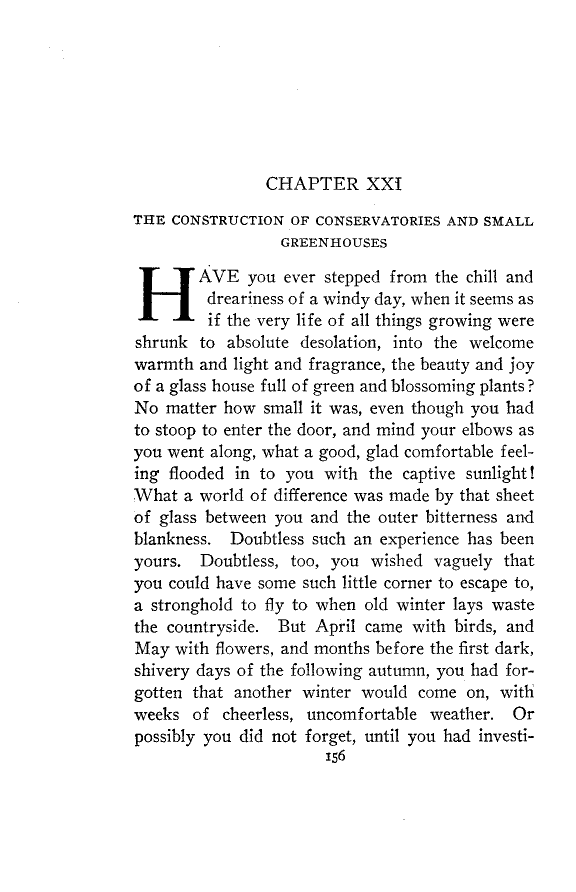 CHAPTER XXI
THE CONSTRUCTION OF CONSERVATORIES AND SMALL
GREENHOUSES
HAVE you ever stepped from the chill and
dreariness of a windy day, when it seems as
if the very life of all things growing were
shrunk to absolute desolation, into the welcome
warmth and light and fragrance, the beauty and joy
of a glass house full of green and blossoming plants?
No matter how small it was, even though you had
to stoop to enter the door, and mind your elbows as
you went along, what a good, glad comfortable feel-
ing flooded in to you with the captive sunlight!
What a world of difference was made by that sheet
of glass between you and the outer bitterness and
blankness. Doubtless such an experience has been
yours. Doubtless, too, you wished vaguely that
you could have some such little corner to escape to,
a stronghold to fly to when old winter lays waste
the countryside. But April came with birds, and
May with flowers, and months before the first dark,
shivery days of the following autumn, you had for-
gotten that another winter would come on, with
weeks of cheerless, uncomfortable weather. Or
possibly you did not forget, until you had investi-
156